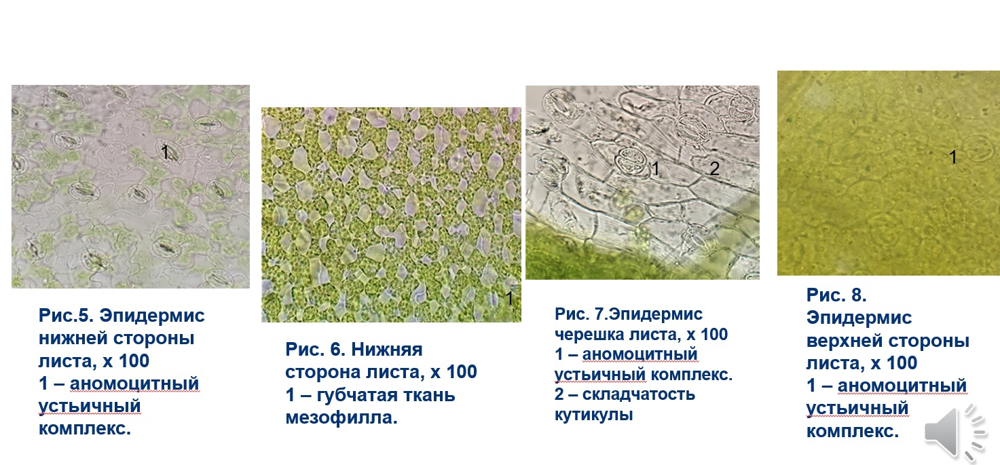 1
1
1
2
1
Рис.5. Эпидермис
нижней стороны
листа, х 100
1 – аномоцитный
устьичный
комплекс.
Рис. 6. Нижняя
сторона листа, х 100
1 – губчатая ткань
мезофилла.
Рис. 7.Эпидермис
черешка листа, х 100
1 – аномоцитный
устьичный комплекс.
2 – складчатость
кутикулы
Рис. 8.
Эпидермис
верхней стороны
листа, х 100
1 – аномоцитный
устьичный
комплекс.